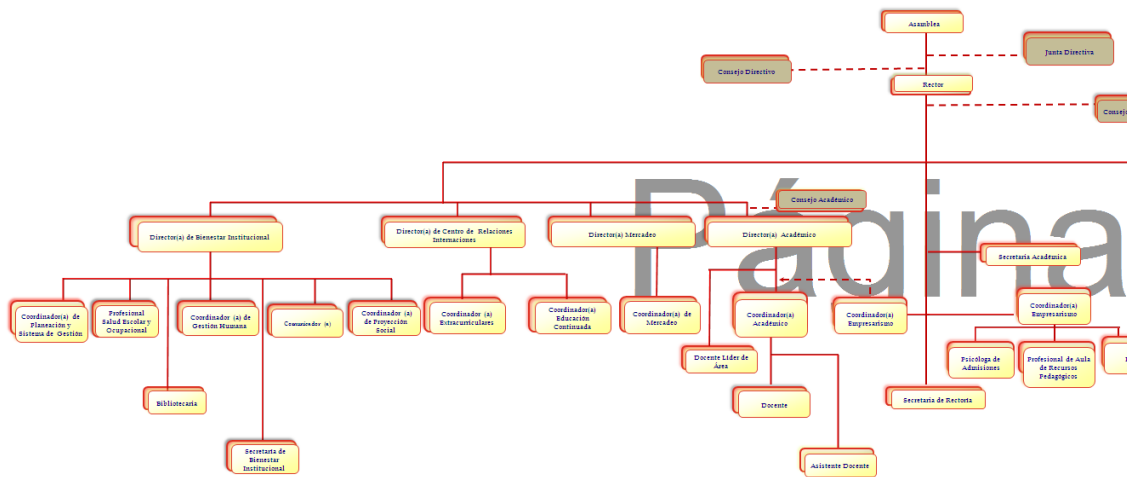 Asamblea
Junta Directiva
Consejo Directivo
Rector
Consejo
Página
Consejo Académico
Director(a) de Bienestar Institucional
Director(a) de Centro de Relaciones
Internaciones
Director(a) Mercadeo
Director(a) Académico
Secretaría Académica
Coordinador(a) de
Planeación y
Sistema de Gestión
Profesional
Salud Escolar y
Ocupacional
Coordinador (a) de
Gestión Humana
Comunicador (a)
Coordinador (a)
de Proyección
Social
Coordinador (a)
Extracurriculares
Coordinador(a)
Educación
Continuada
Coordinador(a) de
Mercadeo
Coordinador(a)
Académico
Coordinador(a)
Empresarismo
Coordinador(a)
Empresarismo
Docente Líder de
Área
Psicóloga de
Admisiones
Profesional de Aula
de Recursos
Pedagógicos
Bibliotecaria
Docente
Secretaria de Rectoría
Secretaria de
Bienestar
Institucional
Asistente Docente